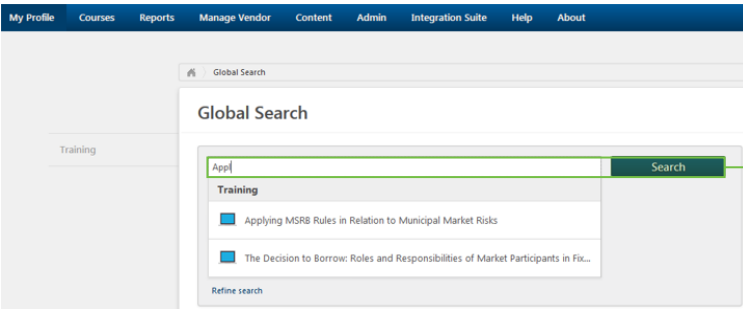 My Profile Courses Reports Manage Vendor Content Admin Integration Suite Help About
Global Search
Global Search
Training
Appl
Search
Training
Applying MSRB Rules in Relation to Municipal Market Risks
The Decision to Borrow: Roles and Responsibilities of Market Participants in Fix...
Refine search